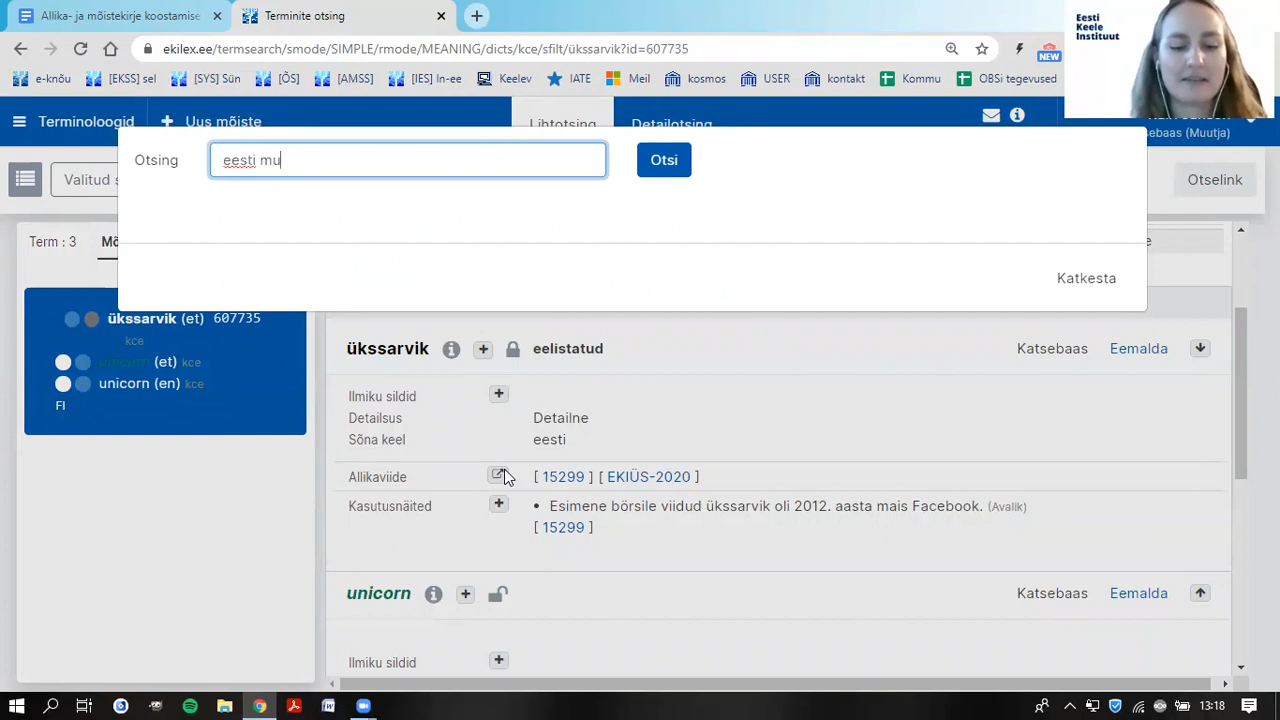 Allika- ja mõistekirje koostamise
Terminite otsing
ekilex.ee/termsearch/smode/SIMPLE/rmode/MEANING/dicts/kce/sfilt/ükssarvik?id=607735
NEW
e-knõu
[EKSS] sel
[SYS] Sün
[ÕS]
[AMSS]
[IES] In-ee
Keelev
IATE
Meil
kosmos
USER
kontakt
Kommu
OBSi tegevused
Eesti
Keele
Instituut
Terminoloogid
Uus mõiste
Lihtotsing
Detailotsing
sebaas (Muutja)
Otsing
eesti mu
Otsi
Valitud s
Otselink
Katkesta
Term : 3
Mõ
ükssarvik (et) 607735
kce
unicorn (et) kce
unicorn (en) kce
FI
ükssarvik
eelistatud
Katsebaas
Eemalda
Ilmiku sildid
Detailsus
Detailne
Sõna keel
eesti
Allikaviide
[ 15299 ] [ EKIÜS-2020 ]
Kasutusnäited
• Esimene börsile viidud ükssarvik oli 2012. aasta mais Facebook. (Avalik)
[ 15299 ]
unicorn
Katsebaas
Eemalda
Ilmiku sildid
13:18